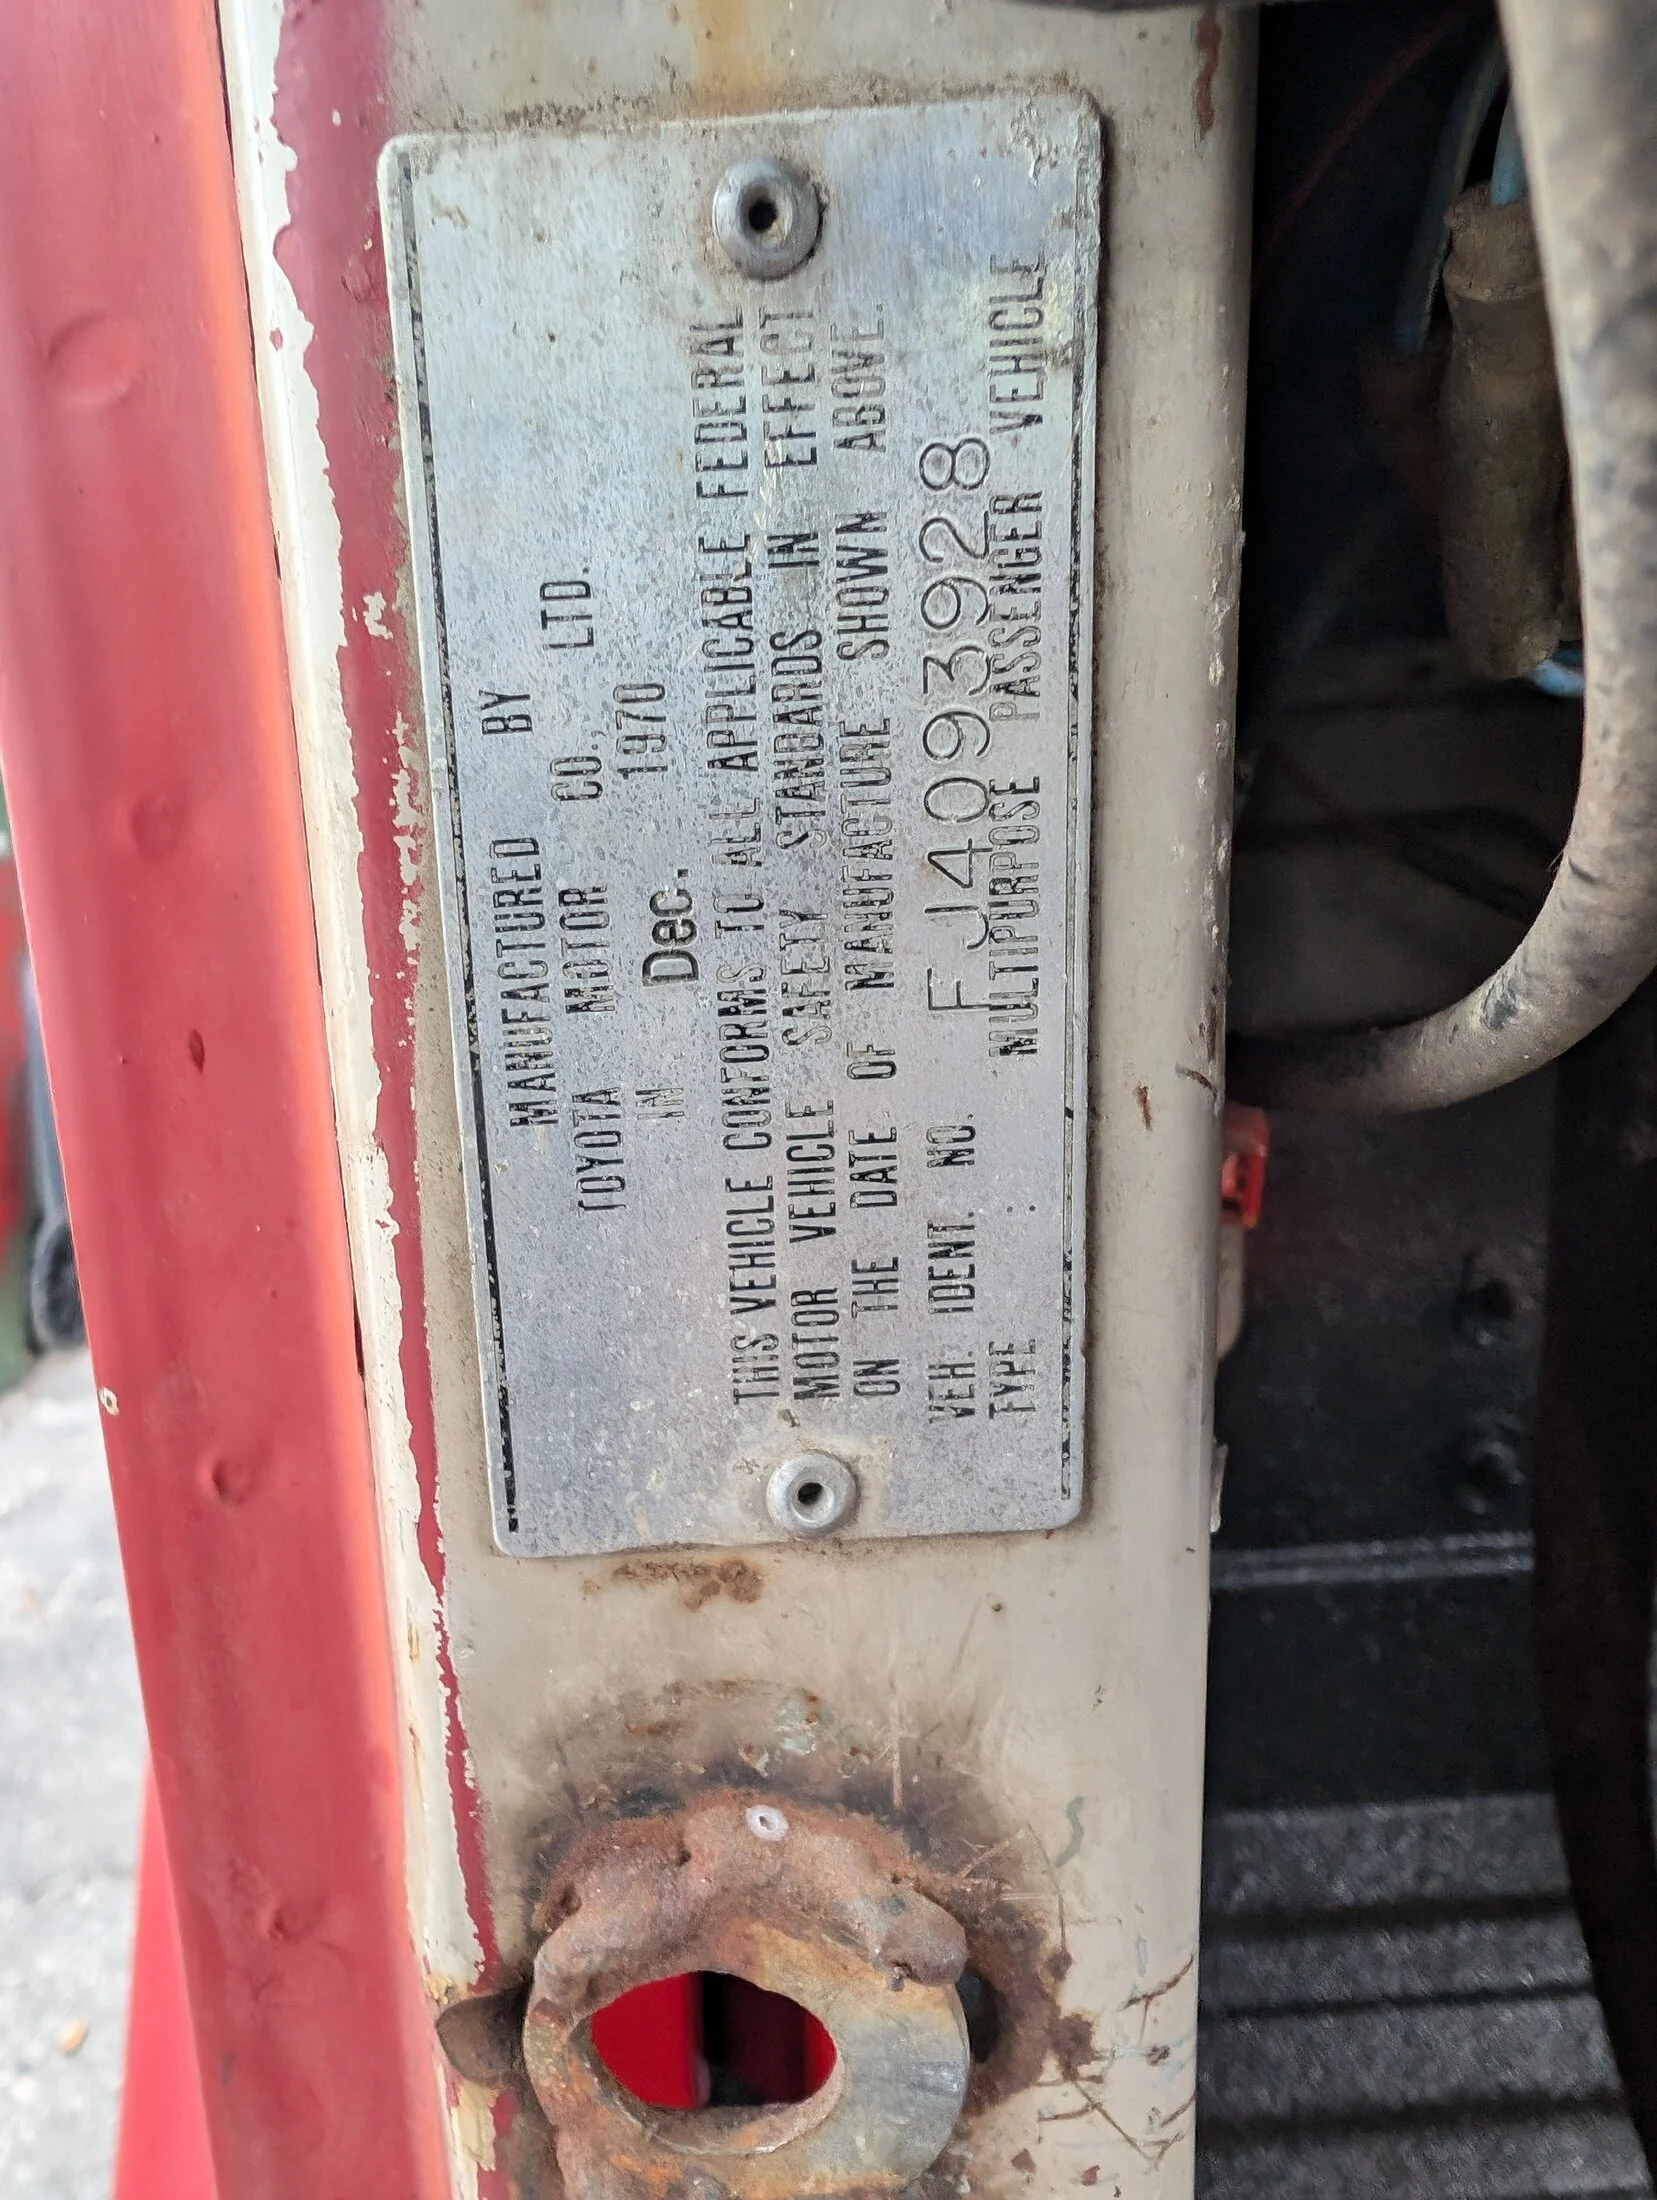 MANUFACTURED BY
TOYOTA MOTOR CO., LTD.
IN Dec. 1970
THIS VEHICLE CONFORMS TO ALL APPLICABLE FEDERAL
MOTOR VEHICLE SAFETY STANDARDS IN EFFECT
ON THE DATE OF MANUFACTURE SHOWN ABOVE.
VEH. IDENT. NO. FJ4093928
TYPE : MULTIPURPOSE PASSENGER VEHICLE